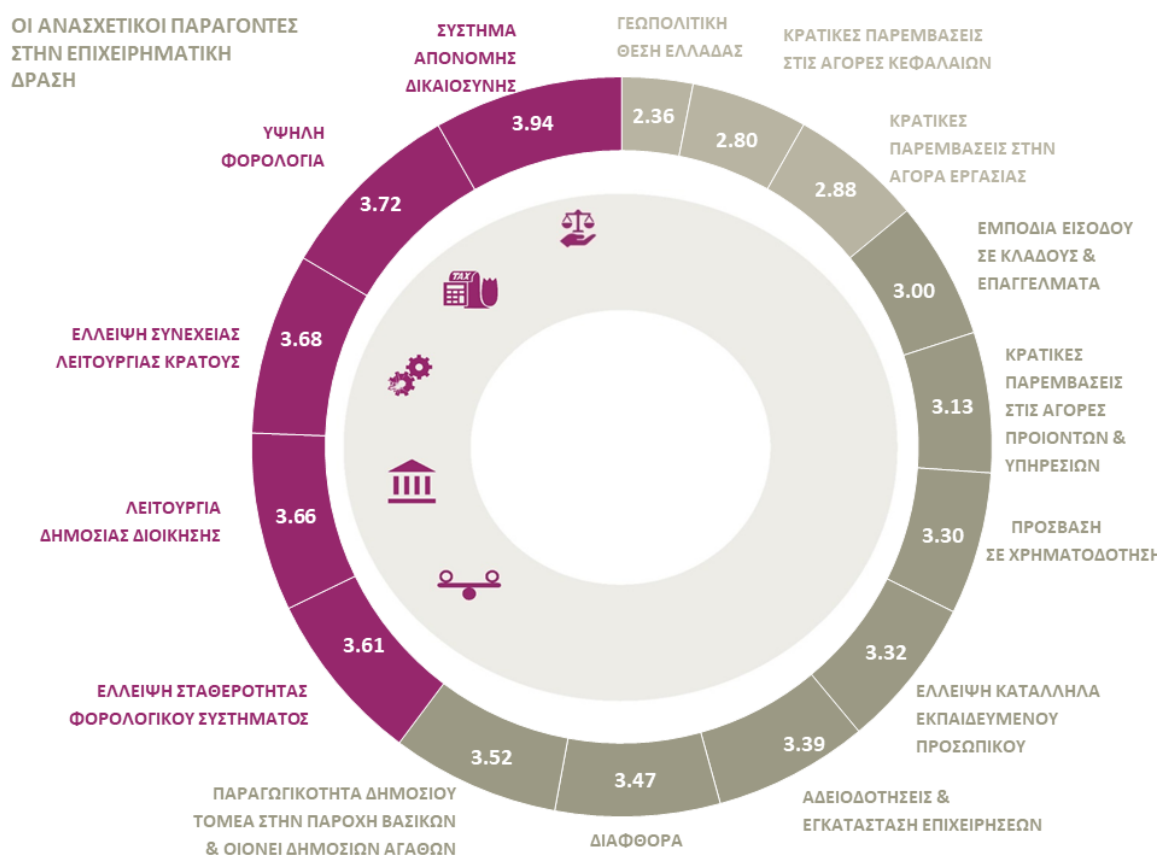 ΟΙ ΑΝΑΣΧΕΤΙΚΟΙ ΠΑΡΑΓΟΝΤΕΣ
ΣΤΗΝ ΕΠΙΧΕΙΡΗΜΑΤΙΚΗ
ΔΡΑΣΗ
ΓΕΩΠΟΛΙΤΙΚΗ
ΘΕΣΗ ΕΛΛΑΔΑΣ
2.36
ΚΡΑΤΙΚΕΣ ΠΑΡΕΜΒΑΣΕΙΣ
ΣΤΙΣ ΑΓΟΡΕΣ ΚΕΦΑΛΑΙΩΝ
2.80
ΚΡΑΤΙΚΕΣ
ΠΑΡΕΜΒΑΣΕΙΣ ΣΤΗΝ
ΑΓΟΡΑ ΕΡΓΑΣΙΑΣ
2.88
ΕΜΠΟΔΙΑ ΕΙΣΟΔΟΥ
ΣΕ ΚΛΑΔΟΥΣ &
ΕΠΑΓΓΕΛΜΑΤΑ
3.00
ΚΡΑΤΙΚΕΣ
ΠΑΡΕΜΒΑΣΕΙΣ
ΣΤΙΣ ΑΓΟΡΕΣ
ΠΡΟΙΟΝΤΩΝ &
ΥΠΗΡΕΣΙΩΝ
3.13
ΠΡΟΣΒΑΣΗ
ΣΕ ΧΡΗΜΑΤΟΔΟΤΗΣΗ
3.30
ΕΛΛΕΙΨΗ ΚΑΤΑΛΛΗΛΑ
ΕΚΠΑΙΔΕΥΜΕΝΟΥ
ΠΡΟΣΩΠΙΚΟΥ
3.32
ΑΔΕΙΟΔΟΤΗΣΕΙΣ &
ΕΓΚΑΤΑΣΤΑΣΗ ΕΠΙΧΕΙΡΗΣΕΩΝ
3.39
ΔΙΑΦΘΟΡΑ
3.47
ΠΑΡΑΓΩΓΙΚΟΤΗΤΑ ΔΗΜΟΣΙΟΥ
ΤΟΜΕΑ ΣΤΗΝ ΠΑΡΟΧΗ ΒΑΣΙΚΩΝ
& ΟΙΟΝΕΙ ΔΗΜΟΣΙΩΝ ΑΓΑΘΩΝ
3.52
ΕΛΛΕΙΨΗ ΣΤΑΘΕΡΟΤΗΤΑΣ
ΦΟΡΟΛΟΓΙΚΟΥ ΣΥΣΤΗΜΑΤΟΣ
3.61
ΛΕΙΤΟΥΡΓΙΑ
ΔΗΜΟΣΙΑΣ ΔΙΟΙΚΗΣΗΣ
3.66
ΕΛΛΕΙΨΗ ΣΥΝΕΧΕΙΑΣ
ΛΕΙΤΟΥΡΓΙΑΣ ΚΡΑΤΟΥΣ
3.68
ΥΨΗΛΗ
ΦΟΡΟΛΟΓΙΑ
3.72
ΣΥΣΤΗΜΑ
ΑΠΟΝΟΜΗΣ
ΔΙΚΑΙΟΣΥΝΗΣ
3.94
TAX